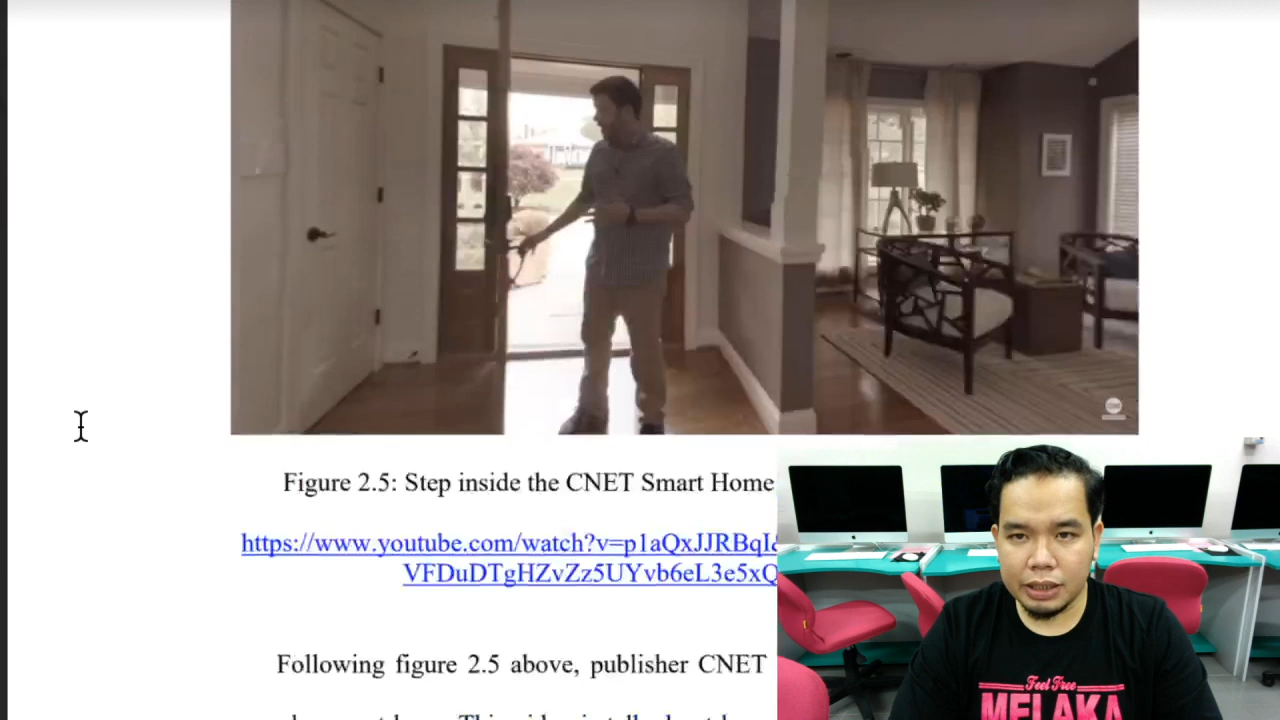 Figure 2.5: Step inside the CNET Smart Home
https://www.youtube.com/watch?v=p1aQxJJRBqI
VFDuDTgHZvZz5UYvb6eL3e5xQ
Following figure 2.5 above, publisher CNET
Feel Free
MELAKA